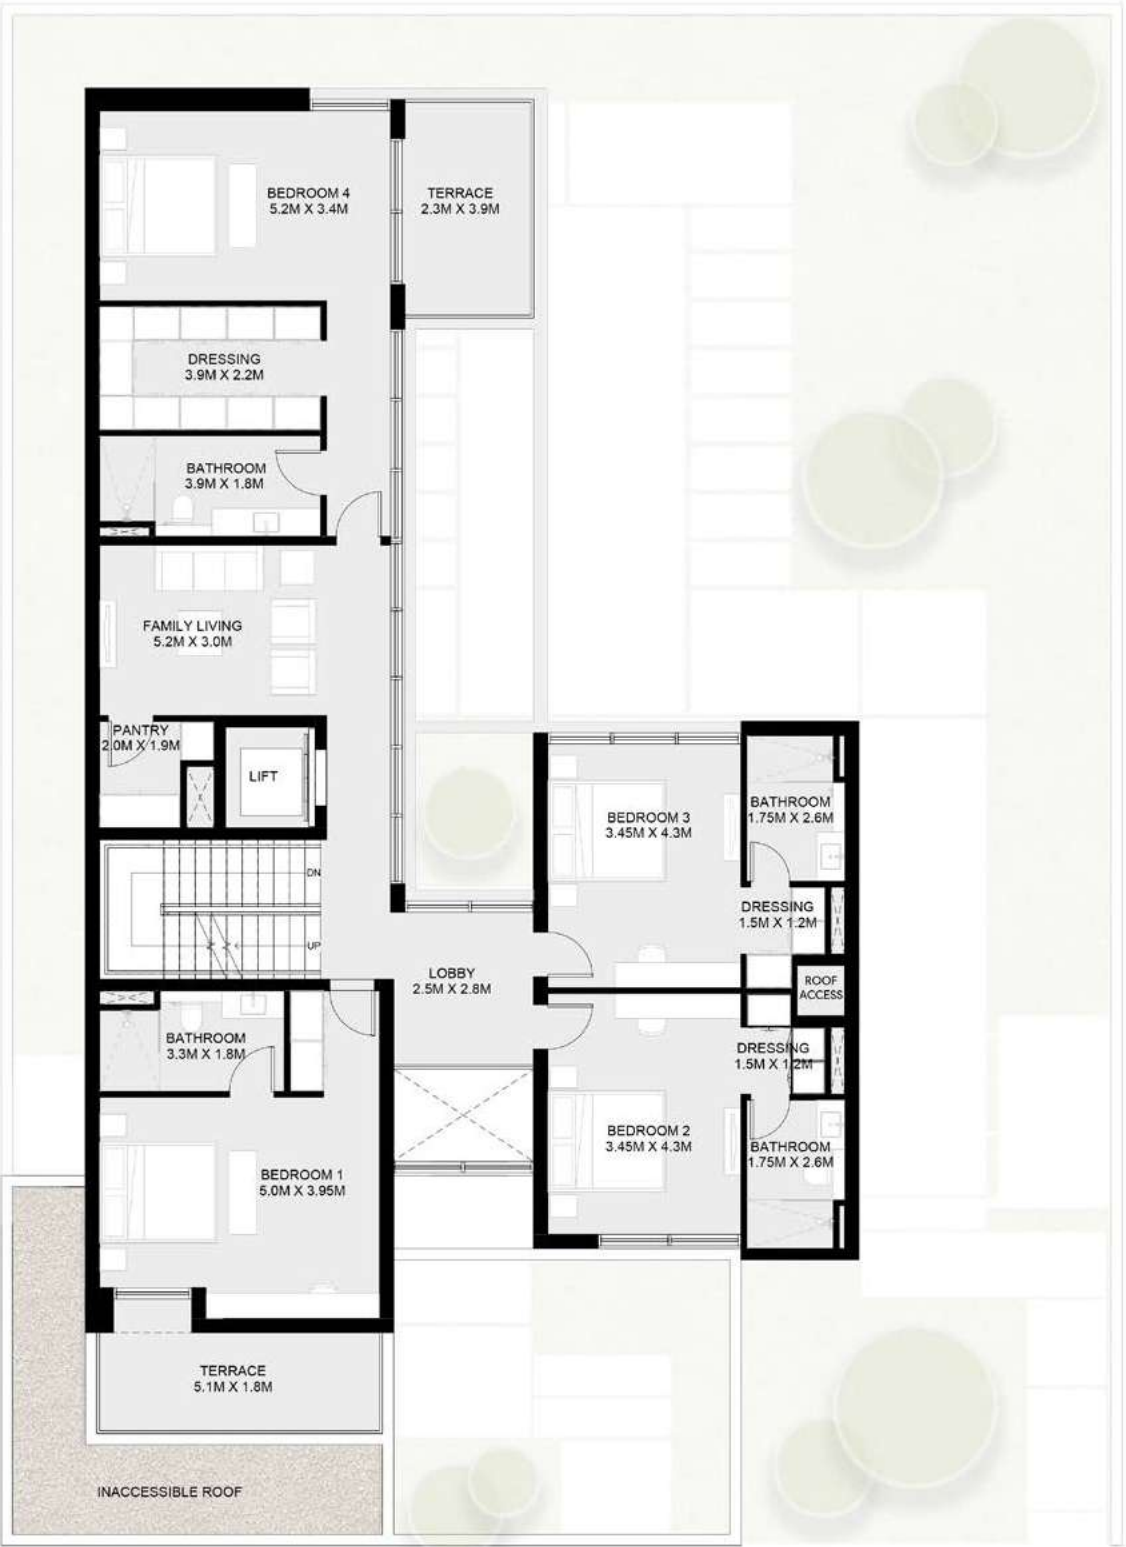 BEDROOM 4
5.2M X 3.4M
TERRACE
2.3M X 3.9M
DRESSING
3.9M X 2.2M
BATHROOM
3.9M X 1.8M
FAMILY LIVING
5.2M X 3.0M
PANTRY
2.0M X 1.9M
LIFT
BEDROOM 3
3.45M X 4.3M
BATHROOM
1.75M X 2.6M
DN
UP
DRESSING
1.5M X 1.2M
LOBBY
2.5M X 2.8M
ROOF
ACCESS
BATHROOM
3.3M X 1.8M
DRESSING
1.5M X 1.2M
BEDROOM 2
3.45M X 4.3M
BATHROOM
1.75M X 2.6M
BEDROOM 1
5.0M X 3.95M
TERRACE
5.1M X 1.8M
INACCESSIBLE ROOF